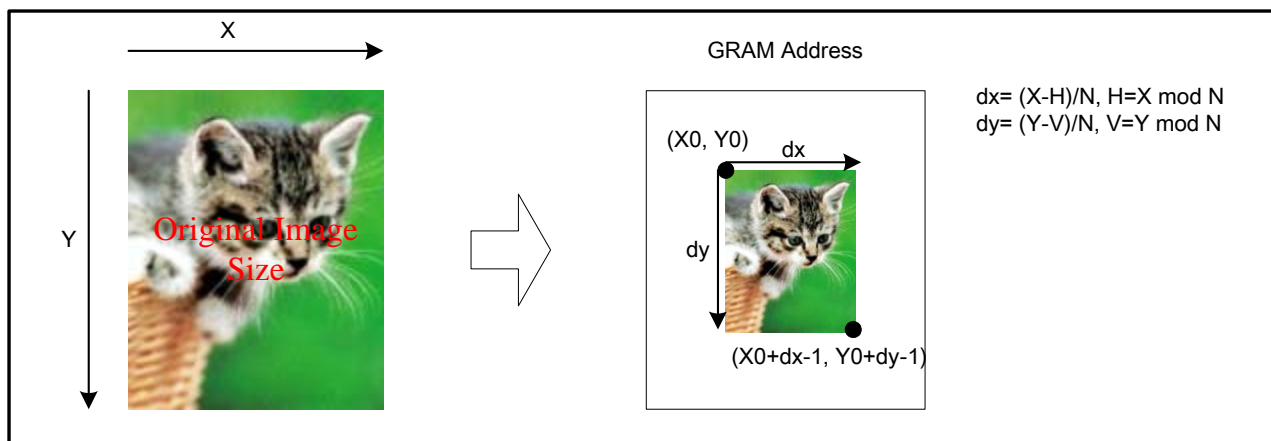 X
GRAM Address
dx= (X-H)/N, H=X mod N
dy= (Y-V)/N, V=Y mod N
(X0, Y0)
dx
Y
Original Image
Size
dy
(X0+dx-1, Y0+dy-1)